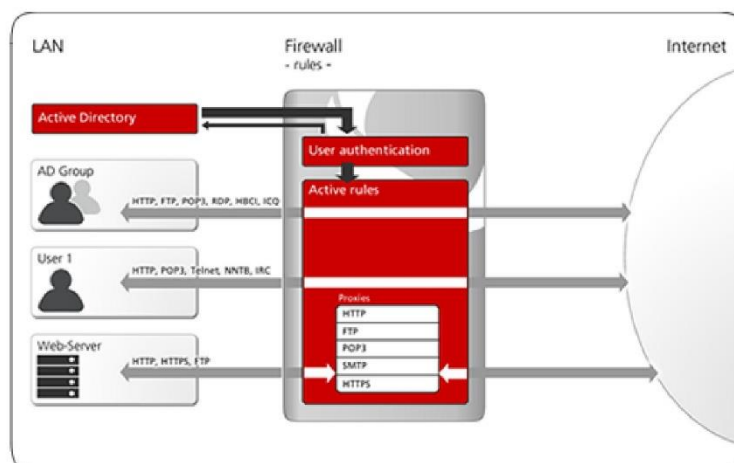 LAN
Firewall
- rules -
Internet
Active Directory
User authentication
AD Group
HTTP, FTP, POP3, RDP, HBCI, ICQ
Active rules
User 1
HTTP, POP3, Telnet, NNTB, IRC
Proxies
HTTP
FTP
POP3
SMTP
HTTPS
Web-Server
HTTP, HTTPS, FTP